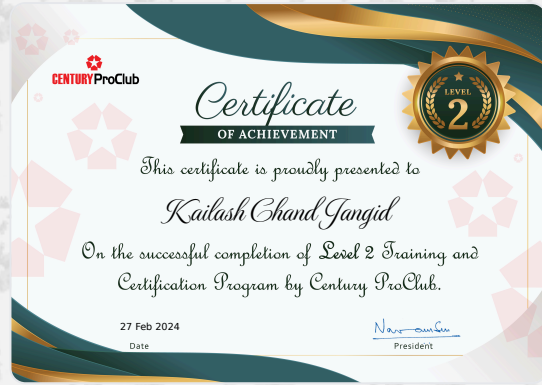 CENTURY ProClub
Certificate
OF ACHIEVEMENT
LEVEL
2
This certificate is proudly presented to
Kailash Chand Jangid
On the successful completion of Level 2 Training and
Certification Program by Century ProClub.
27 Feb 2024
Date
President